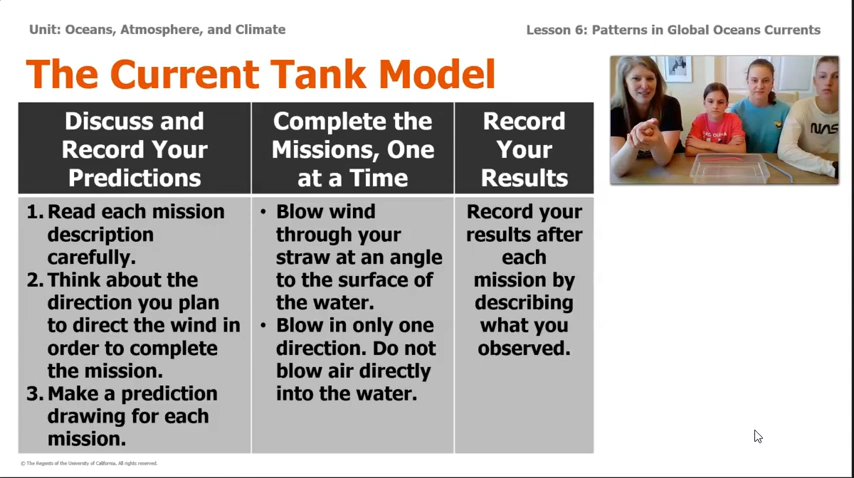 Unit: Oceans, Atmosphere, and Climate
Lesson 6: Patterns in Global Oceans Currents
The Current Tank Model
Discuss and
Record Your
Predictions
Complete the
Missions, One
at a Time
Record
Your
Results
1. Read each mission
description
carefully.
2. Think about the
direction you plan
to direct the wind in
order to complete
the mission.
3. Make a prediction
drawing for each
mission.
• Blow wind
through your
straw at an angle
to the surface of
the water.
• Blow in only one
direction. Do not
blow air directly
into the water.
Record your
results after
each
mission by
describing
what you
observed.
© The Regents of the University of California. All rights reserved.